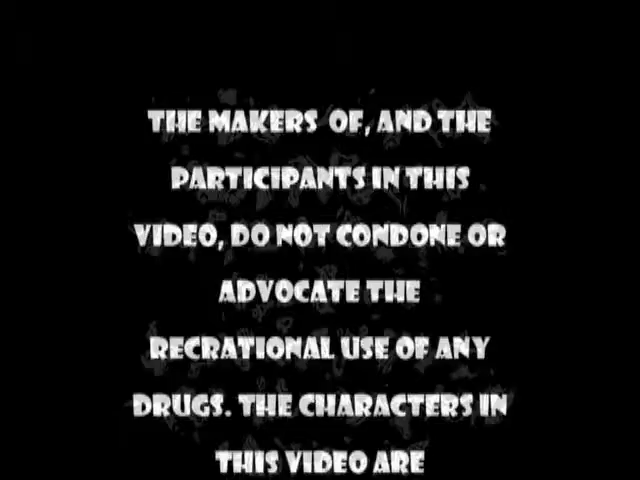 THE MAKERS OF, AND THE
PARTICIPANTS IN THIS
VIDEO, DO NOT CONDONE OR
ADVOCATE THE
RECRATIONAL USE OF ANY
DRUGS. THE CHARACTERS IN
THIS VIDEO ARE